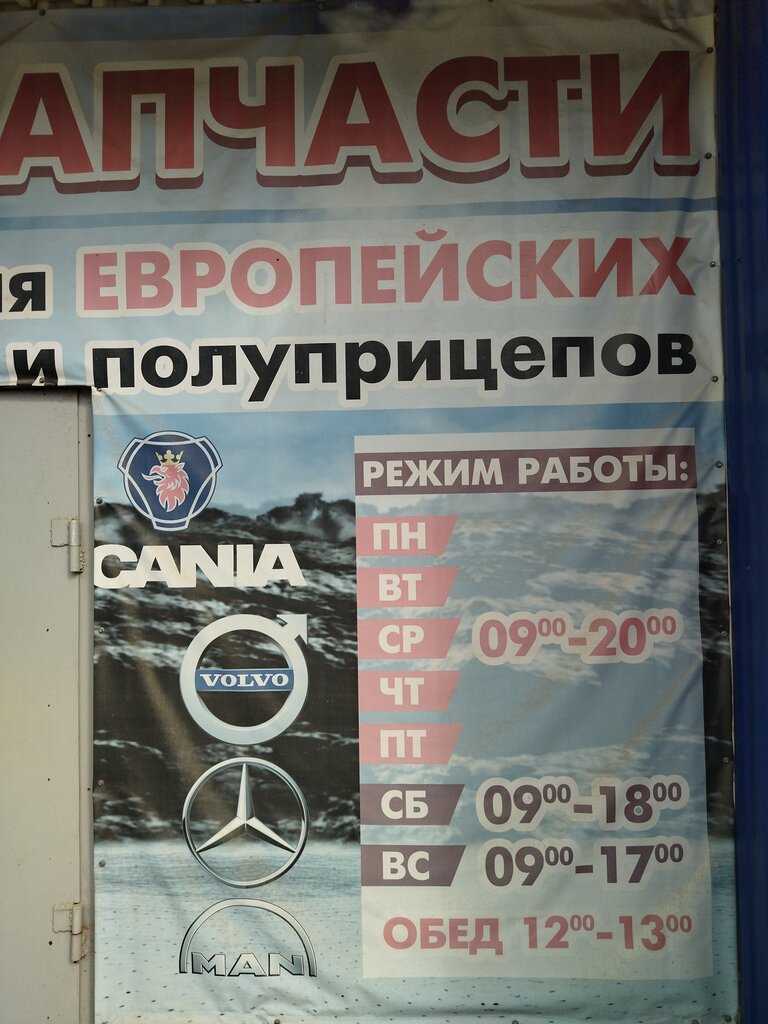 АПЧАСТИ
ля ЕВРОПЕЙСКИХ
и ПОЛУПРИЦЕПОВ
CANIA
VOLVO
MAN
РЕЖИМ РАБОТЫ:
ПН
ВТ
СР 09⁰⁰-20⁰⁰
ЧТ
ПТ
СБ 09⁰⁰-18⁰⁰
ВС 09⁰⁰-17⁰⁰
ОБЕД 12⁰⁰-13⁰⁰